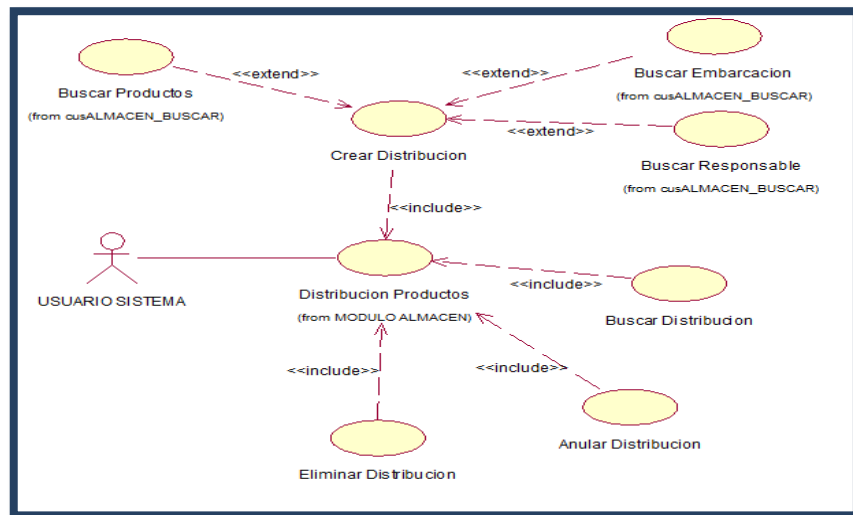 <<extend>>
Buscar Productos
(from cusALMACEN_BUSCAR)
<<extend>>
Buscar Embarcacion
(from cusALMACEN_BUSCAR)
<<extend>>
Crear Distribucion
Buscar Responsable
(from cusALMACEN_BUSCAR)
<<include>>
USUARIO SISTEMA
Distribucion Productos
(from MODULO ALMACEN)
<<include>>
Buscar Distribucion
<<include>>
<<include>>
Anular Distribucion
Eliminar Distribucion